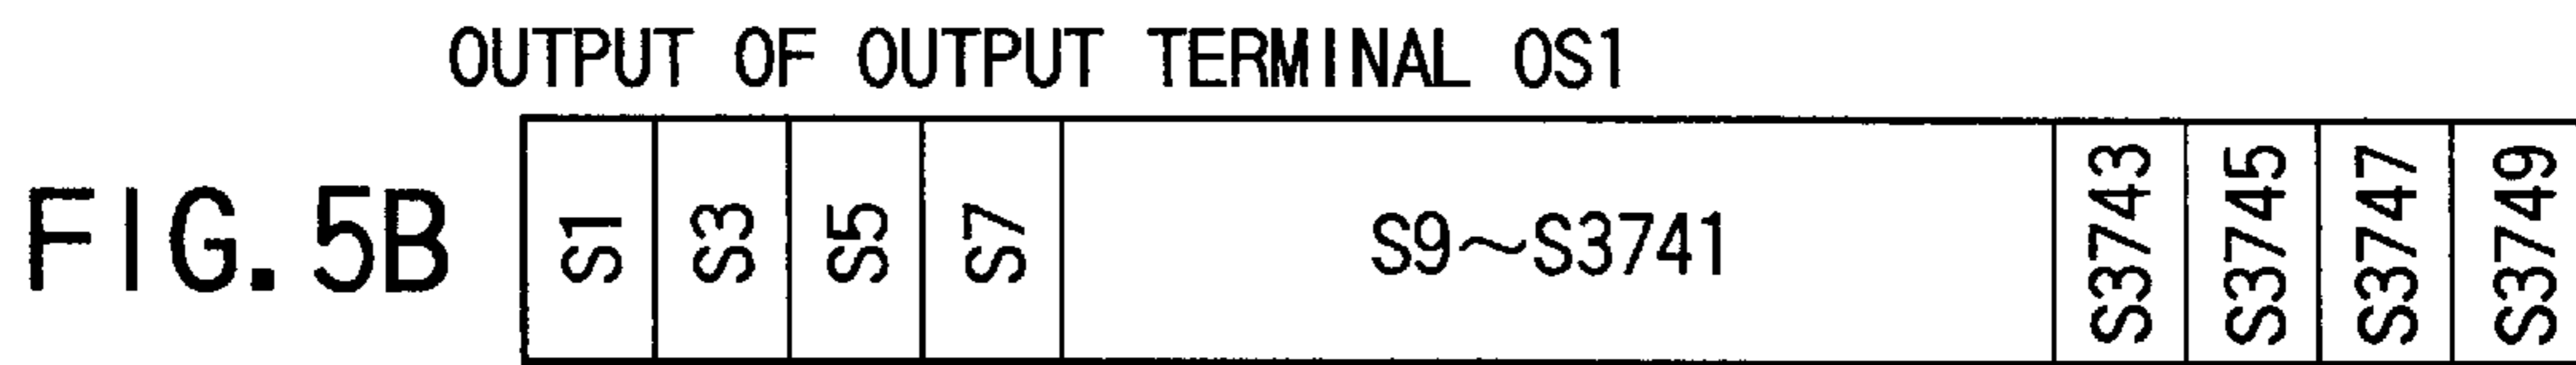 OUTPUT OF OUTPUT TERMINAL OS1
FIG. 5B
S1
S3
S5
S7
S9~S3741
S3743
S3745
S3747
S3749